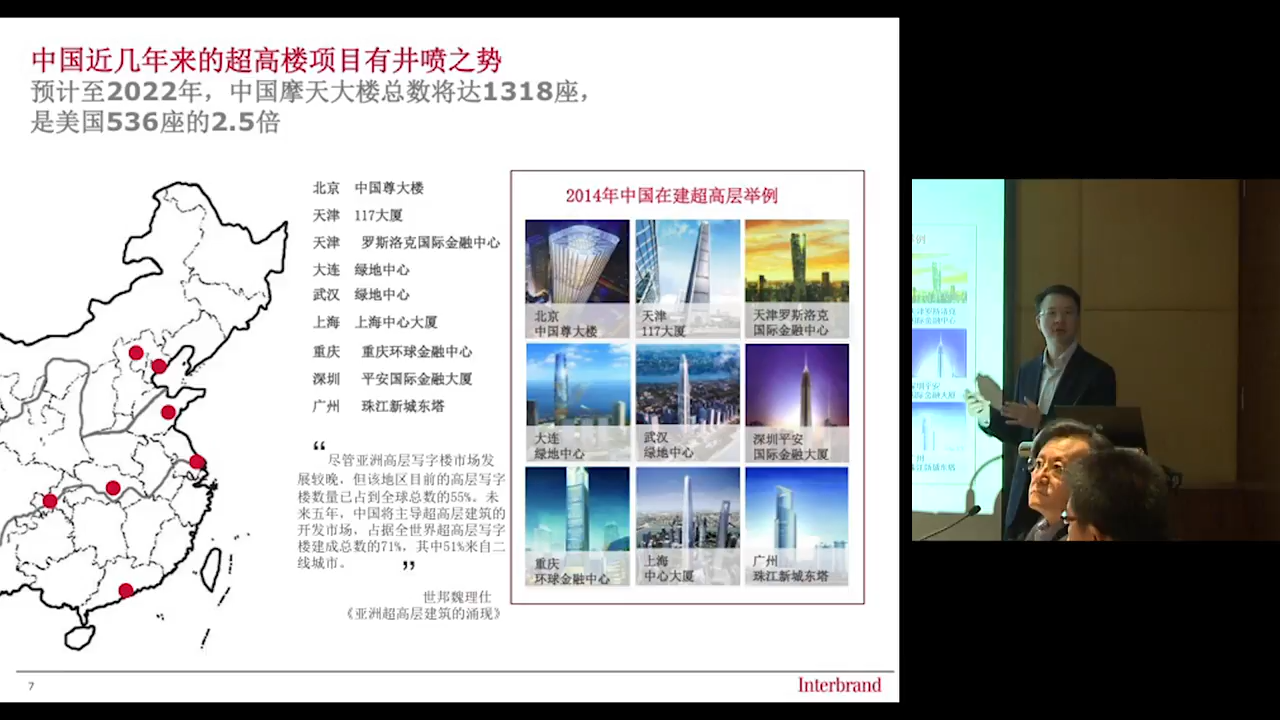 中国近几年来的超高楼项目有井喷之势
预计至2022年，中国摩天大楼总数将达1318座，
是美国536座的2.5倍
北京 中国尊大楼
天津 117大厦
天津 罗斯洛克国际金融中心
大连 绿地中心
武汉 绿地中心
上海 上海中心大厦
重庆 重庆环球金融中心
深圳 平安国际金融大厦
广州 珠江新城东塔
“
尽管亚洲高层写字楼市场发
展较晚，但该地区目前的高层写字
楼数量已占到全球总数的55%。未
来五年，中国将主导超高层建筑的
开发市场，占据全世界超高层写字
楼建成总数的71%，其中51%来自二
线城市。 ”
世邦魏理仕
《亚洲超高层建筑的涌现》
2014年中国在建超高层举例
北京
中国尊大楼
天津
117大厦
天津罗斯洛克
国际金融中心
大连
绿地中心
武汉
绿地中心
深圳平安
国际金融大厦
重庆
环球金融中心
上海
中心大厦
广州
珠江新城东塔
7
Interbrand